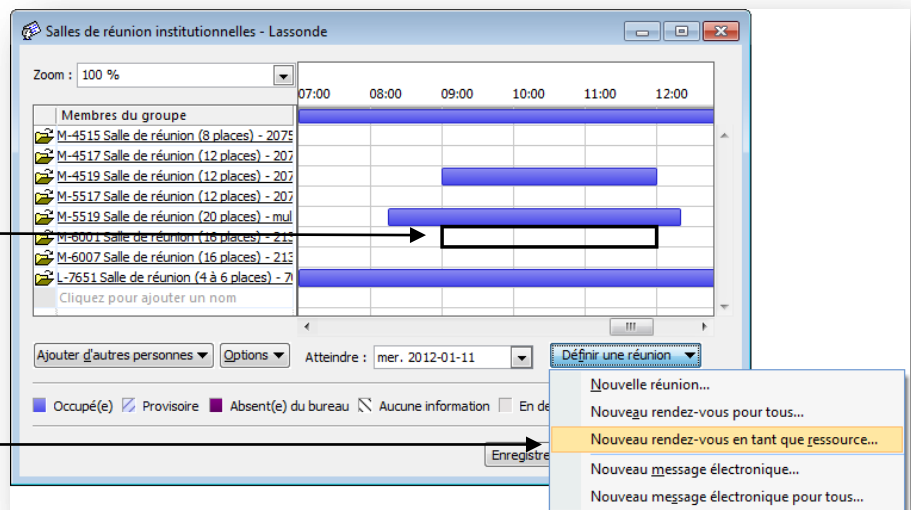 Salles de réunion institutionnelles - Lassonde
Zoom : 100 %
07:00 08:00 09:00 10:00 11:00 12:00
Membres du groupe
M-4515 Salle de réunion (8 places) - 2075
M-4517 Salle de réunion (12 places) - 207
M-4519 Salle de réunion (12 places) - 207
M-5517 Salle de réunion (12 places) - 207
M-5519 Salle de réunion (20 places) - mul
M-6001 Salle de réunion (16 places) - 213
M-6007 Salle de réunion (16 places) - 213
L-7651 Salle de réunion (4 à 6 places) - 7
Cliquez pour ajouter un nom
Ajouter d'autres personnes Options Atteindre : mer. 2012-01-11 Définir une réunion
Nouvelle réunion...
Occupé(e) Provisoire Absent(e) du bureau Aucune information En de
Nouveau rendez-vous pour tous...
Nouveau rendez-vous en tant que ressource...
Enregistre
Nouveau message électronique...
Nouveau message électronique pour tous...